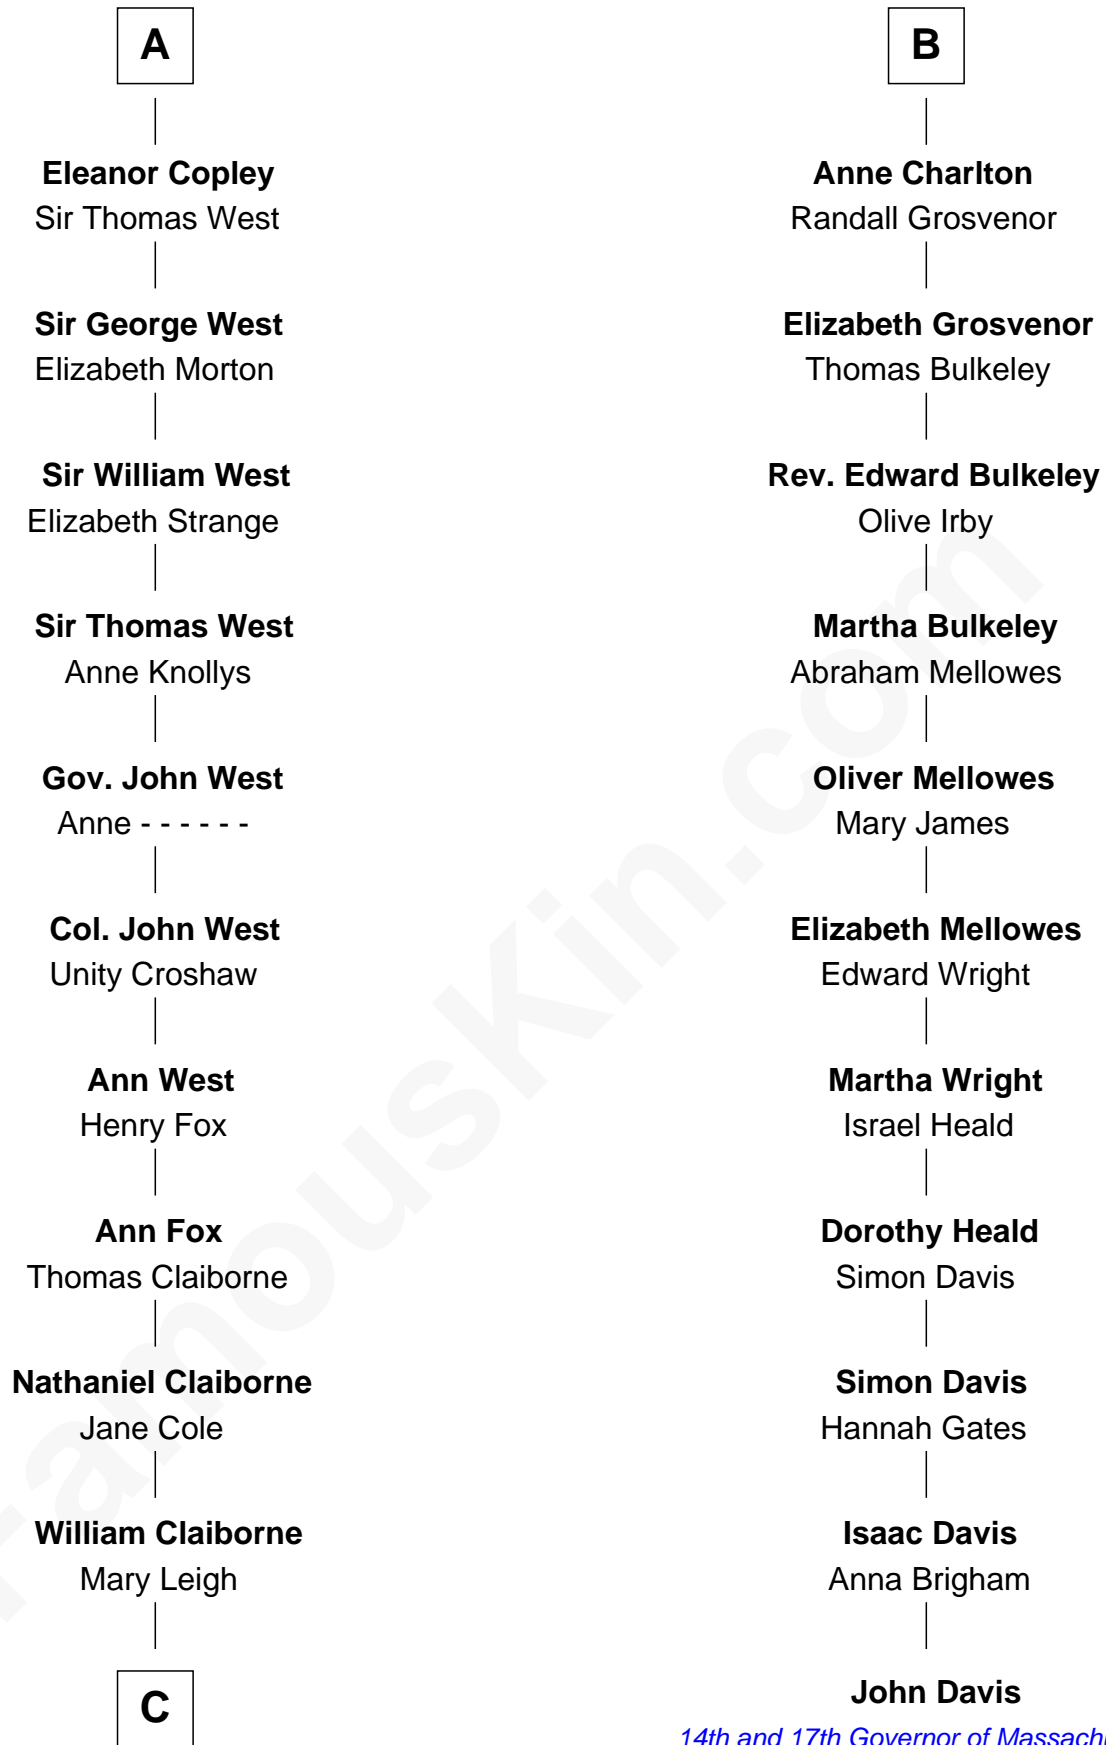 A
Eleanor Copley
Sir Thomas West
Sir George West
Elizabeth Morton
Sir William West
Elizabeth Strange
Sir Thomas West
Anne Knollys
Gov. John West
Anne - - - - - -
Col. John West
Unity Croshaw
Ann West
Henry Fox
Ann Fox
Thomas Claiborne
Nathaniel Claiborne
Jane Cole
William Claiborne
Mary Leigh
C
B
Anne Charlton
Randall Grosvenor
Elizabeth Grosvenor
Thomas Bulkeley
Rev. Edward Bulkeley
Olive Irby
Martha Bulkeley
Abraham Mellowes
Oliver Mellowes
Mary James
Elizabeth Mellowes
Edward Wright
Martha Wright
Israel Heald
Dorothy Heald
Simon Davis
Simon Davis
Hannah Gates
Isaac Davis
Anna Brigham
John Davis
14th and 17th Governor of Massach
FamousKin.com